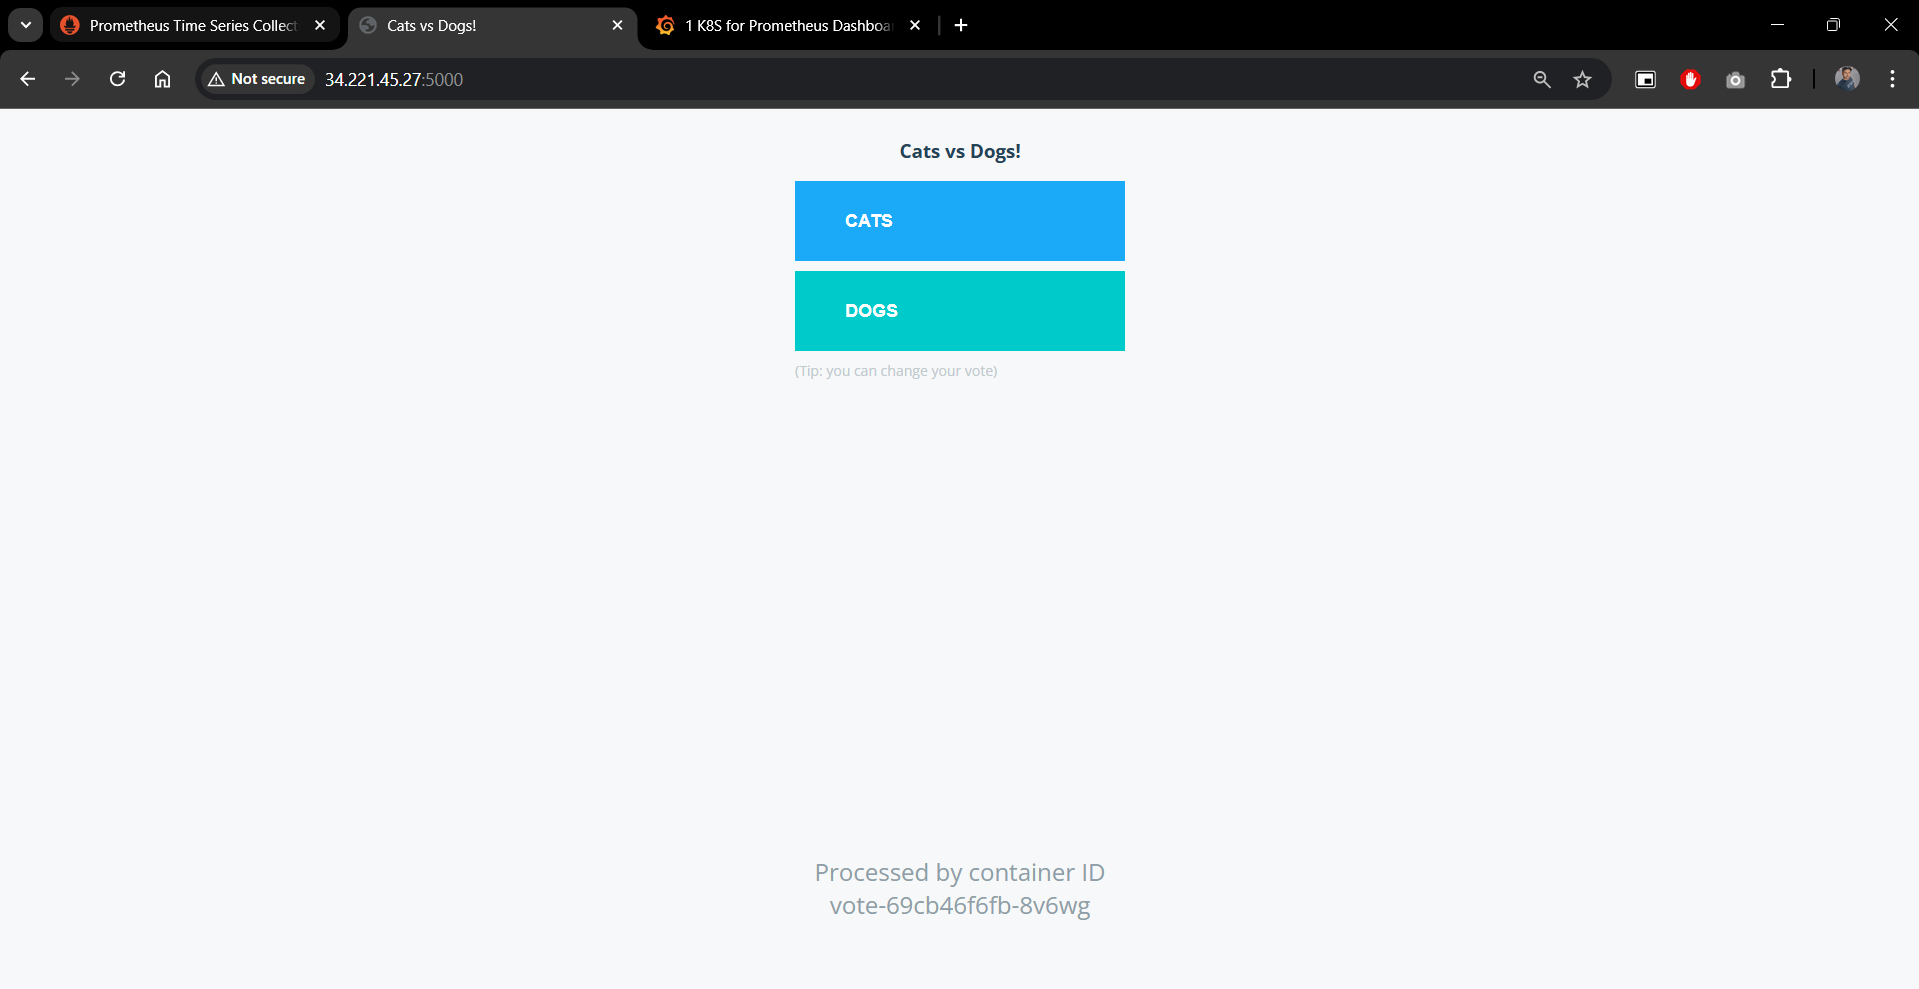 Prometheus Time Series Collect
Cats vs Dogs!
1 K8S for Prometheus Dashboa
Not secure
34.221.45.27:5000
Cats vs Dogs!
CATS
DOGS
(Tip: you can change your vote)
Processed by container ID
vote-69cb46f6fb-8v6wg